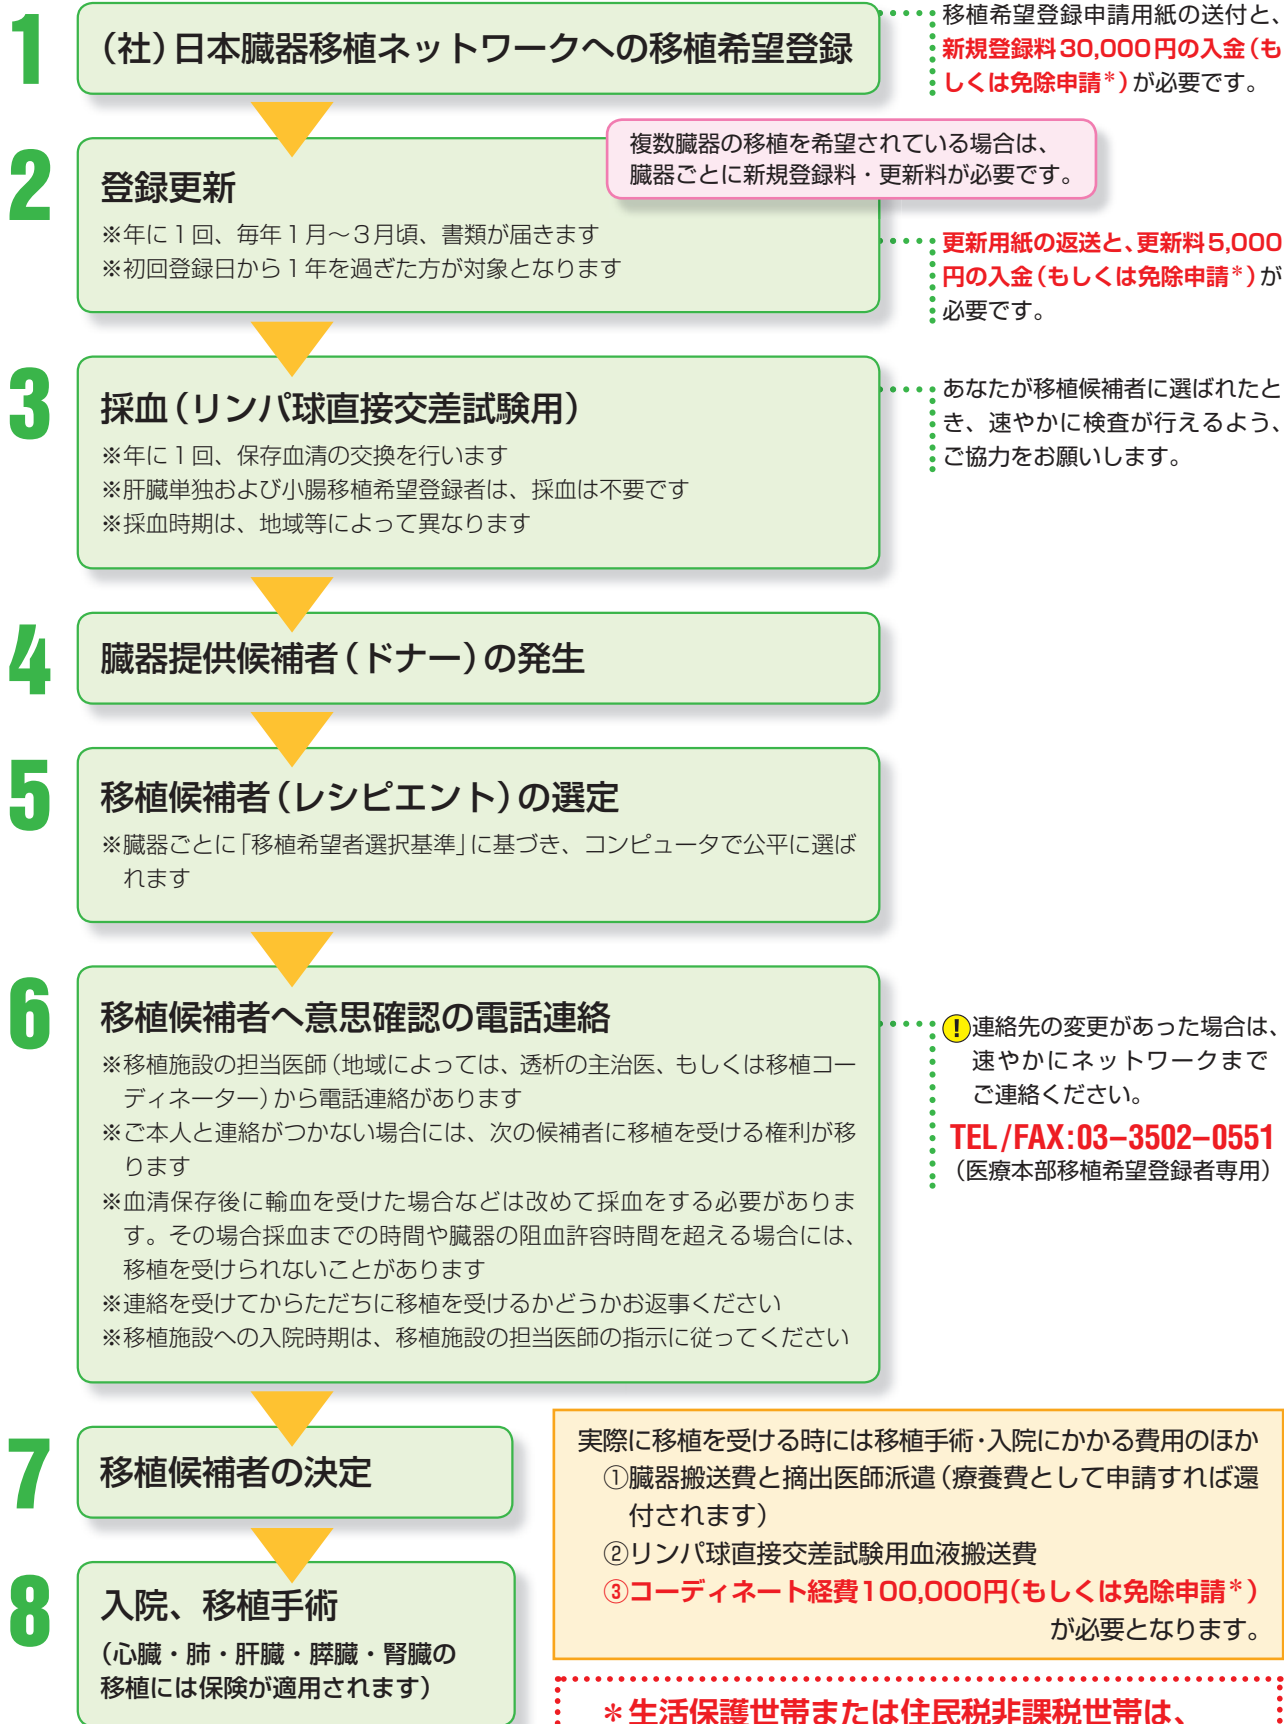 1
（社）日本臓器移植ネットワークへの移植希望登録
移植希望登録申請用紙の送付と、
新規登録料30,000円の入金（も
しくは免除申請＊）が必要です。
複数臓器の移植を希望されている場合は、
臓器ごとに新規登録料・更新料が必要です。
2
登録更新
※年に１回、毎年１月～３月頃、書類が届きます
※初回登録日から１年を過ぎた方が対象となります
更新用紙の返送と、更新料5,000
円の入金（もしくは免除申請＊）が
必要です。
3
採血（リンパ球直接交差試験用）
※年に１回、保存血清の交換を行います
※肝臓単独および小腸移植希望登録者は、採血は不要です
※採血時期は、地域等によって異なります
あなたが移植候補者に選ばれたと
き、速やかに検査が行えるよう、
ご協力をお願いします。
4
臓器提供候補者（ドナー）の発生
5
移植候補者（レシピエント）の選定
※臓器ごとに「移植希望者選択基準」に基づき、コンピュータで公平に選ば
れます
6
移植候補者へ意思確認の電話連絡
※移植施設の担当医師（地域によっては、透析の主治医、もしくは移植コー
ディネーター）から電話連絡があります
※ご本人と連絡がつかない場合には、次の候補者に移植を受ける権利が移
ります
※血清保存後に輸血を受けた場合などは改めて採血をする必要がありま
す。その場合採血までの時間や臓器の阻血許容時間を超える場合には、
移植を受けられないことがあります
※連絡を受けてからただちに移植を受けるかどうかお返事ください
※移植施設への入院時期は、移植施設の担当医師の指示に従ってください
！連絡先の変更があった場合は、
速やかにネットワークまで
ご連絡ください。
TEL/FAX:03−3502−0551
（医療本部移植希望登録者専用）
7
移植候補者の決定
8
入院、移植手術
（心臓・肺・肝臓・膵臓・腎臓の
移植には保険が適用されます）
実際に移植を受ける時には移植手術・入院にかかる費用のほか
①臓器搬送費と摘出医師派遣（療養費として申請すれば還
付されます）
②リンパ球直接交差試験用血液搬送費
③コーディネート経費100,000円（もしくは免除申請＊）
が必要となります。
＊生活保護世帯または住民税非課税世帯は、